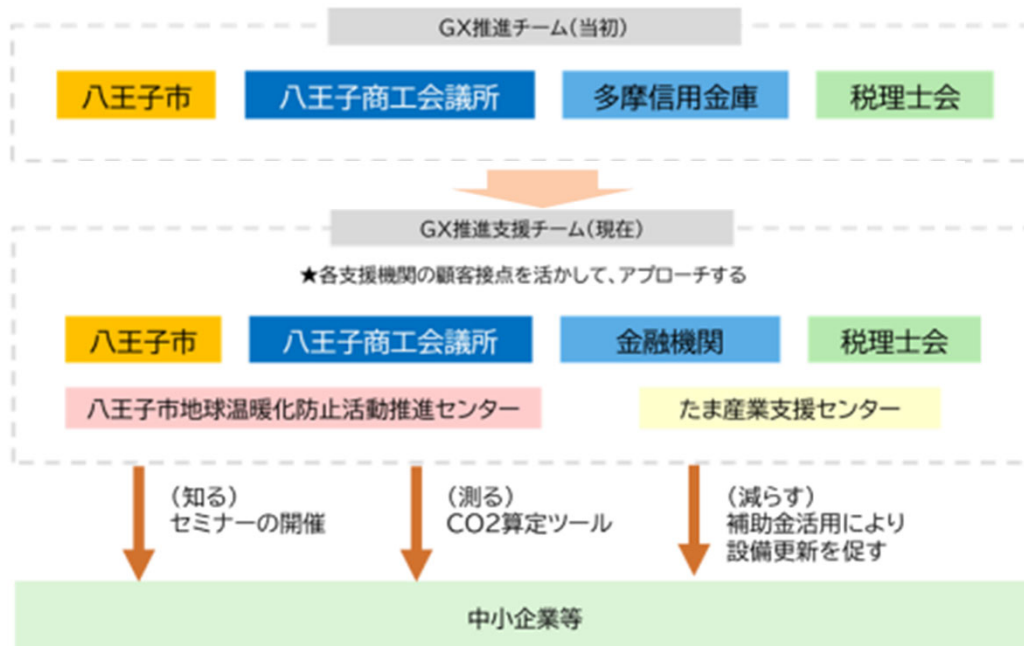 GX推進チーム(当初)
八王子市 八王子商工会議所 多摩信用金庫 税理士会
GX推進支援チーム(現在)
★各支援機関の顧客接点を活かして、アプローチする
八王子市 八王子商工会議所 金融機関 税理士会
八王子市地球温暖化防止活動推進センター たま産業支援センター
(知る)
セミナーの開催
(測る)
CO2算定ツール
(減らす)
補助金活用により
設備更新を促す
中小企業等